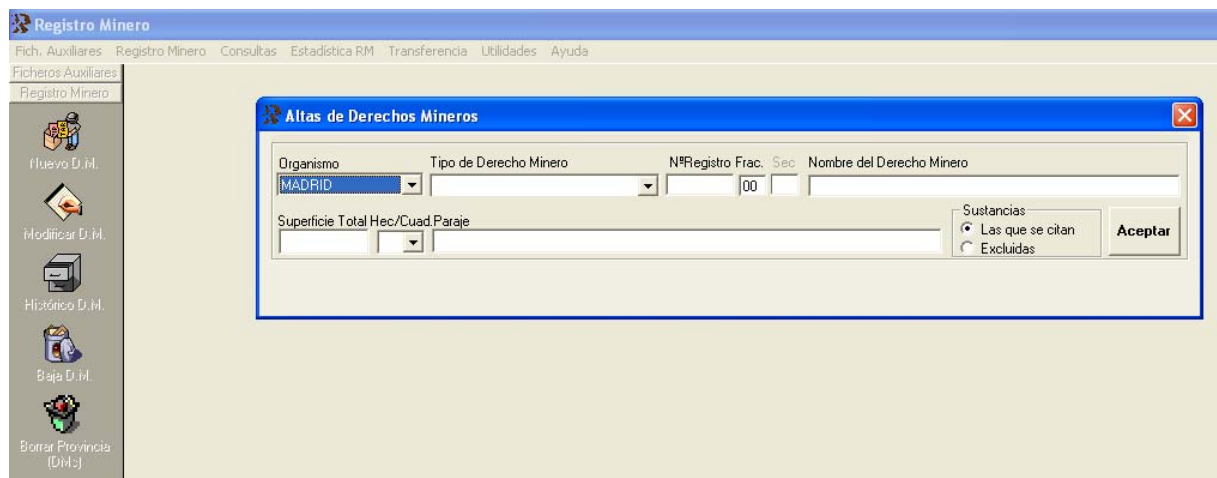 Registro Minero
Fich. Auxiliares Registro Minero Consultas Estadística RM Transferencia Utilidades Ayuda
Ficheros Auxiliares
Registro Minero
Nuevo D.M.
Modificar D.M.
Histórico D.M.
Baja D.M.
Borrar Provincia
(DMs)
Altas de Derechos Mineros
Organismo Tipo de Derecho Minero NºRegistro Frac. Sec Nombre del Derecho Minero
MADRID 00
Superficie Total Hec/Cuad. Paraje Sustancias
Las que se citan
Excluidas
Aceptar